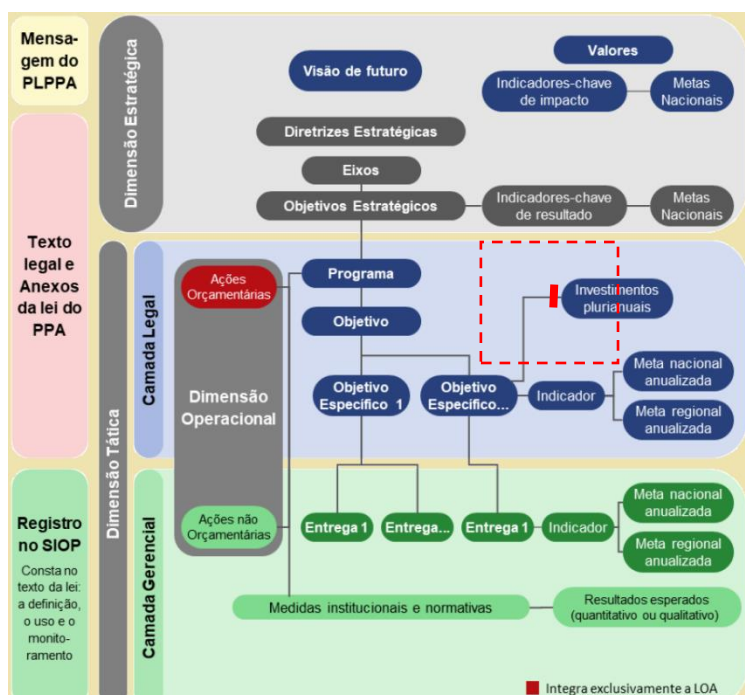 Mensa-
gem do
PLPPA
Texto
legal e
Anexos
da lei do
PPA
Registro
no SIOP
Consta no
texto da lei:
a definição,
o uso e o
monito-
ramento
Dimensão Estratégica
Visão de futuro
Valores
Indicadores-chave
de impacto
Metas
Nacionais
Diretrizes Estratégicas
Eixos
Objetivos Estratégicos
Indicadores-chave
de resultado
Metas
Nacionais
Dimensão Tática
Camada Legal
Ações
Orçamentárias
Dimensão
Operacional
Ações não
Orçamentárias
Programa
Objetivo
Investimentos
plurianuais
Objetivo
Específico 1
Objetivo
Específico...
Indicador
Meta nacional
anualizada
Meta regional
anualizada
Camada Gerencial
Entrega 1
Entrega...
Entrega 1
Indicador
Meta nacional
anualizada
Meta regional
anualizada
Medidas institucionais e normativas
Resultados esperados
(quantitativo ou qualitativo)
Integra exclusivamente a LOA